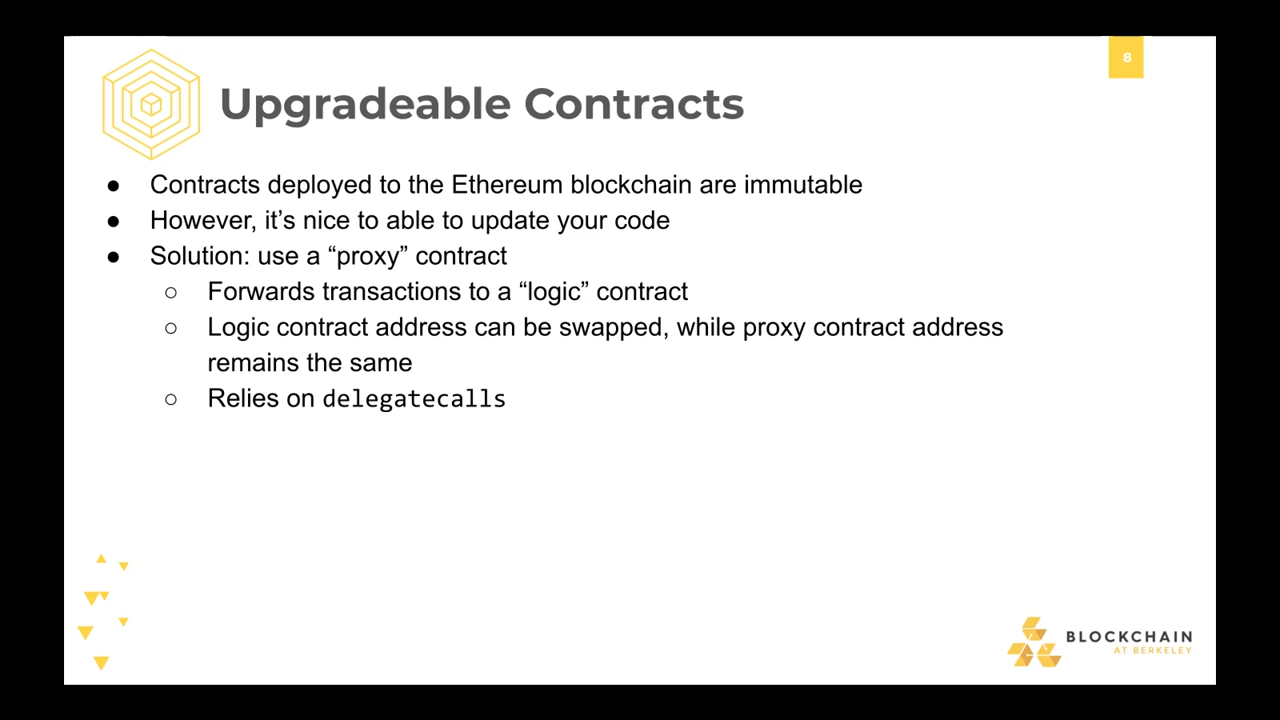 8
Upgradeable Contracts
● Contracts deployed to the Ethereum blockchain are immutable
● However, it’s nice to able to update your code
● Solution: use a “proxy” contract
○ Forwards transactions to a “logic” contract
○ Logic contract address can be swapped, while proxy contract address
remains the same
○ Relies on delegatecalls
BLOCKCHAIN
AT BERKELEY